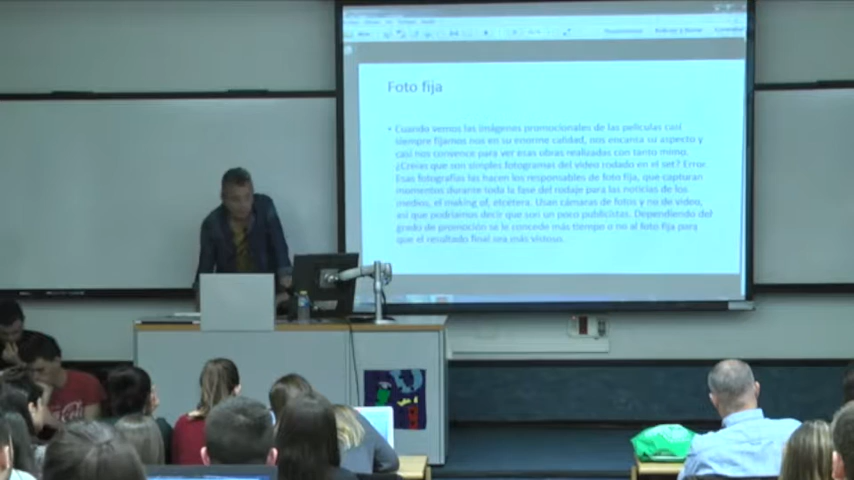 Foto fija
• Cuando vemos las imágenes promocionales de las películas casi
siempre fijamos nos en su enorme calidad, nos encanta su aspecto y
casi nos convence para ver esas obras realizadas con tanto mimo.
¿Creías que son simples fotogramas del vídeo rodado en el set? Error.
Esas fotografías las hacen los responsables de foto fija, que capturan
momentos durante toda la fase del rodaje para las noticias de los
medios, el making of, etcétera. Usan cámaras de fotos y no de vídeo,
así que podríamos decir que son un poco publicistas. Dependiendo del
grado de promoción se le concede más tiempo o no al foto fija para
que el resultado final sea más vistoso.